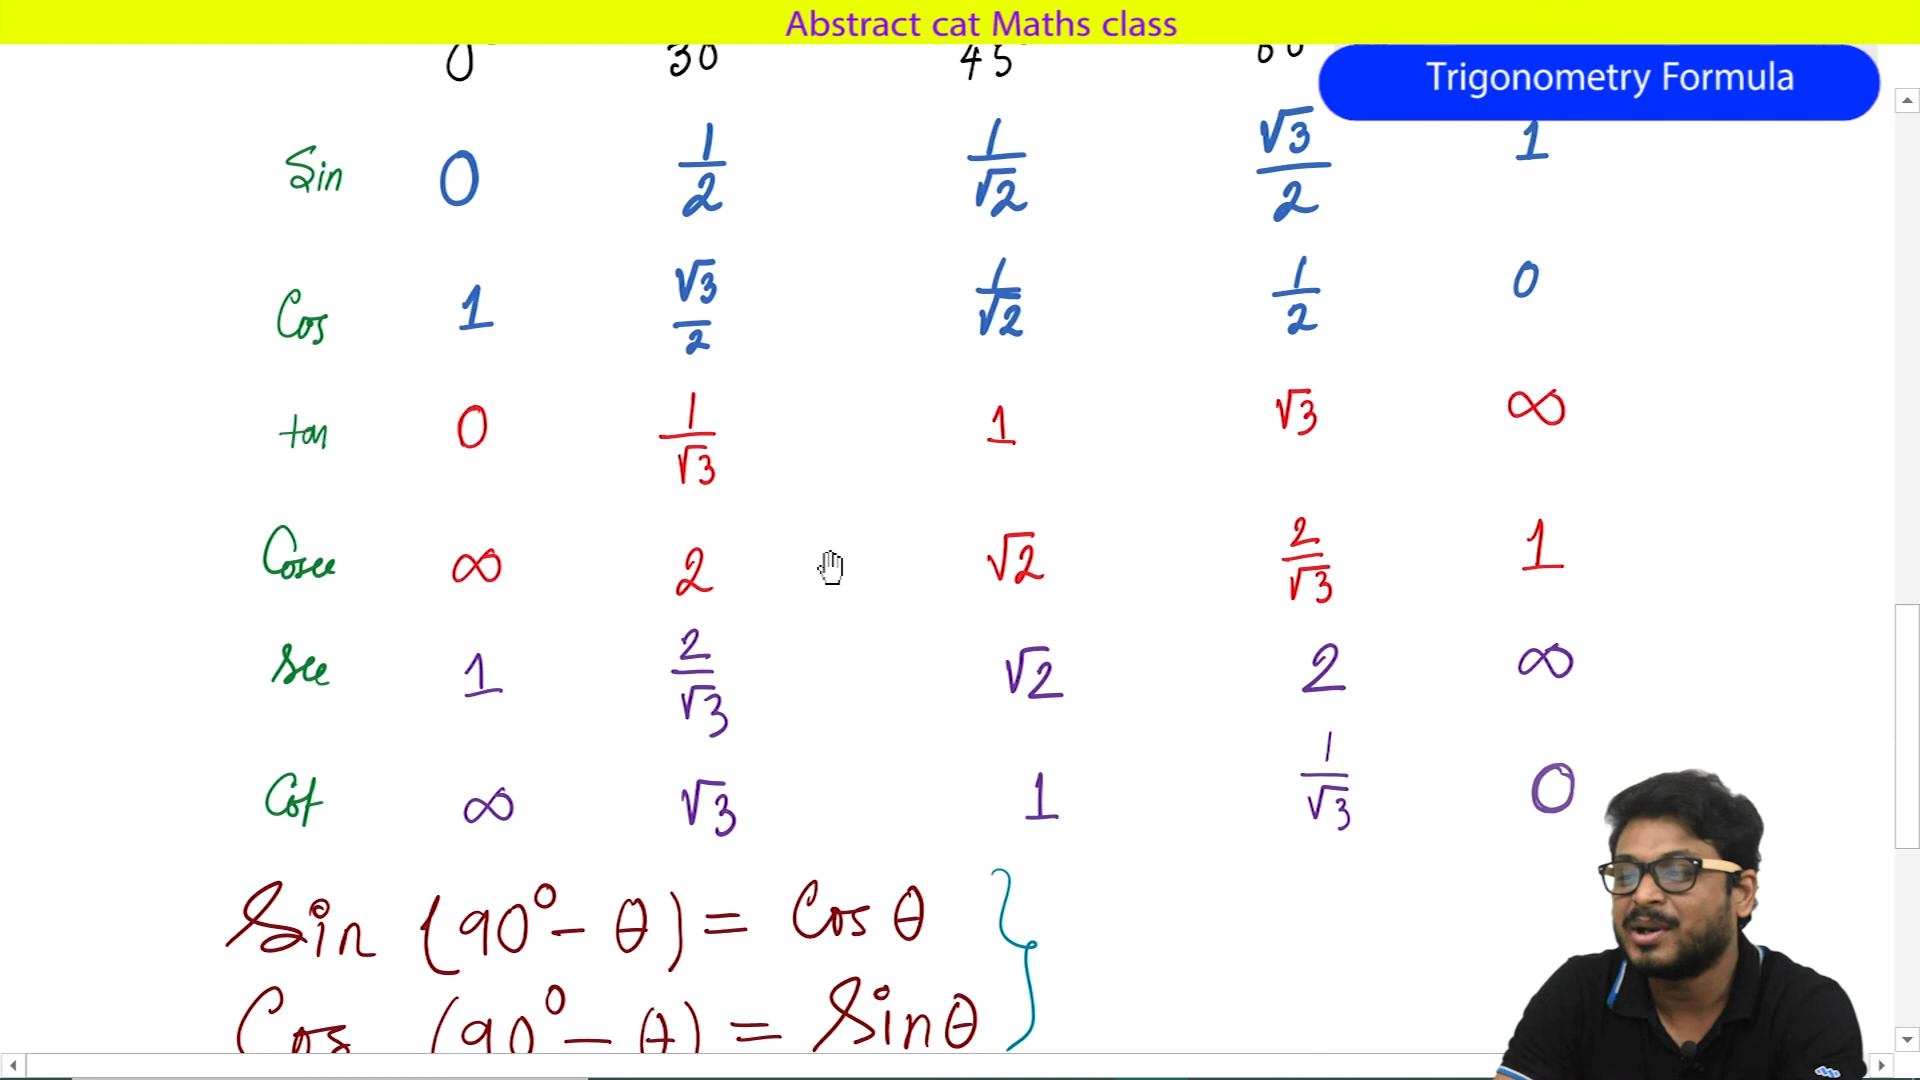 Abstract cat Maths class
Trigonometry Formula
0 30 45 60
Sin 0 1/2 1/√2 √3/2 1
Cos 1 √3/2 1/√2 1/2 0
tan 0 1/√3 1 √3 ∞
Cosec ∞ 2 √2 2/√3 1
Sec 1 2/√3 √2 2 ∞
Cot ∞ √3 1 1/√3 0
Sin (90° - θ) = Cos θ
Cos (90° - θ) = Sin θ